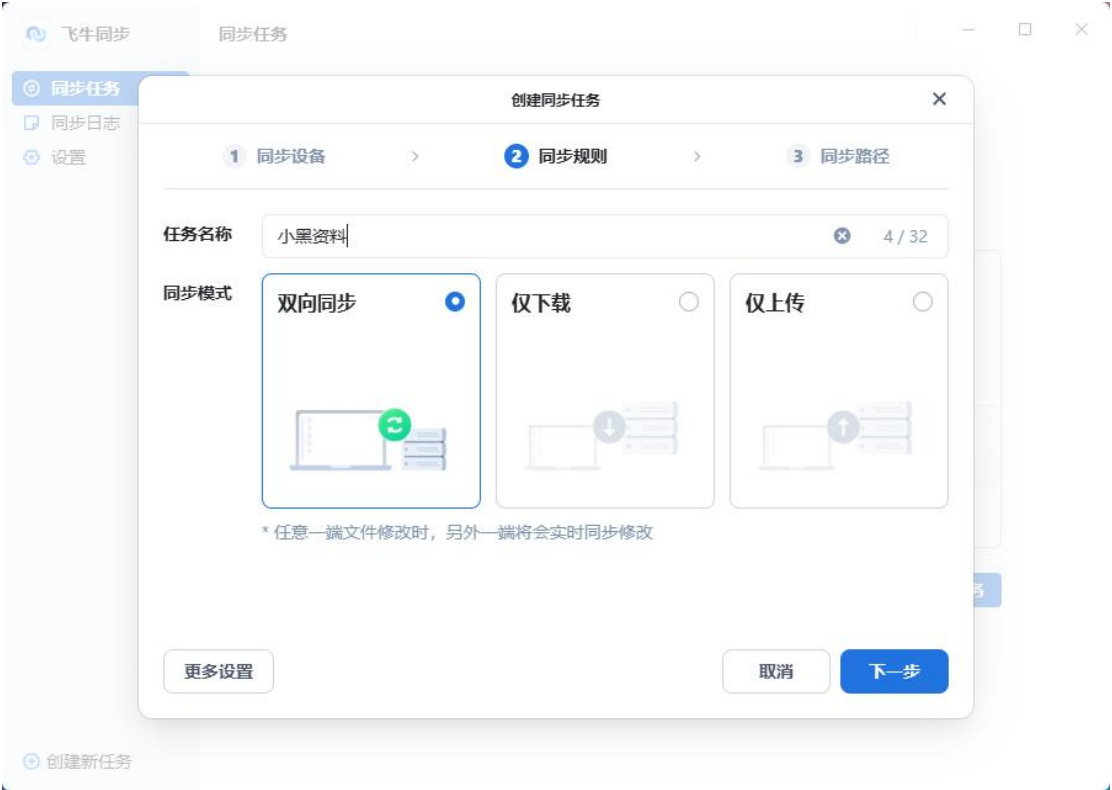 飞牛同步
同步任务
同步任务
同步日志
设置
创建同步任务
1 同步设备
2 同步规则
3 同步路径
任务名称
小黑资料
4 / 32
同步模式
双向同步
仅下载
仅上传
* 任意一端文件修改时，另外一端将会实时同步修改
务
更多设置
取消
下一步
创建新任务